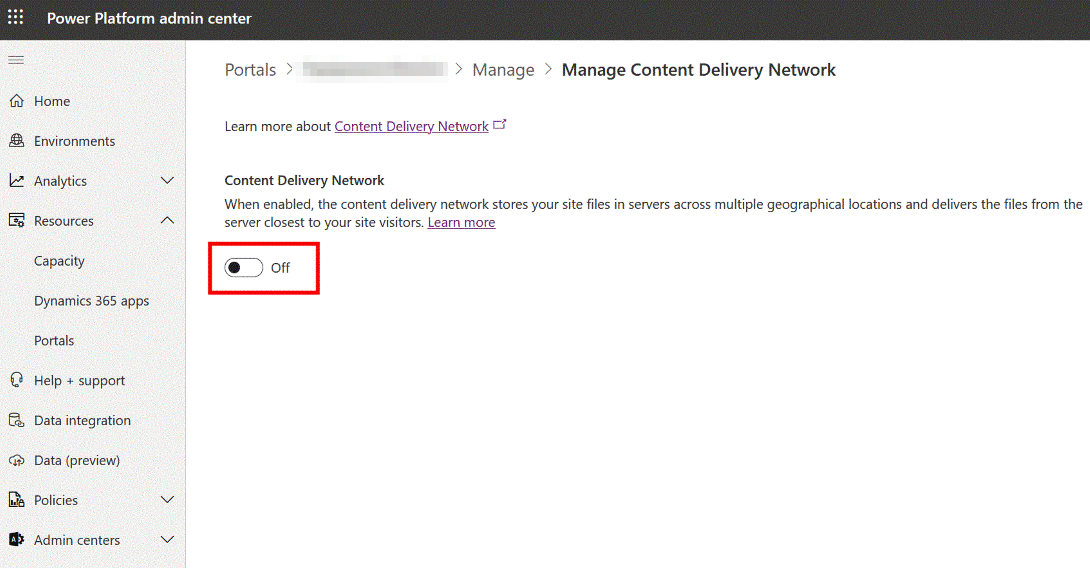 Power Platform admin center
Portals > > Manage > Manage Content Delivery Network
Home
Environments
Analytics
Resources
Capacity
Dynamics 365 apps
Portals
Help + support
Data integration
Data (preview)
Policies
Admin centers
Learn more about Content Delivery Network
Content Delivery Network
When enabled, the content delivery network stores your site files in servers across multiple geographical locations and delivers the files from the
server closest to your site visitors. Learn more
Off